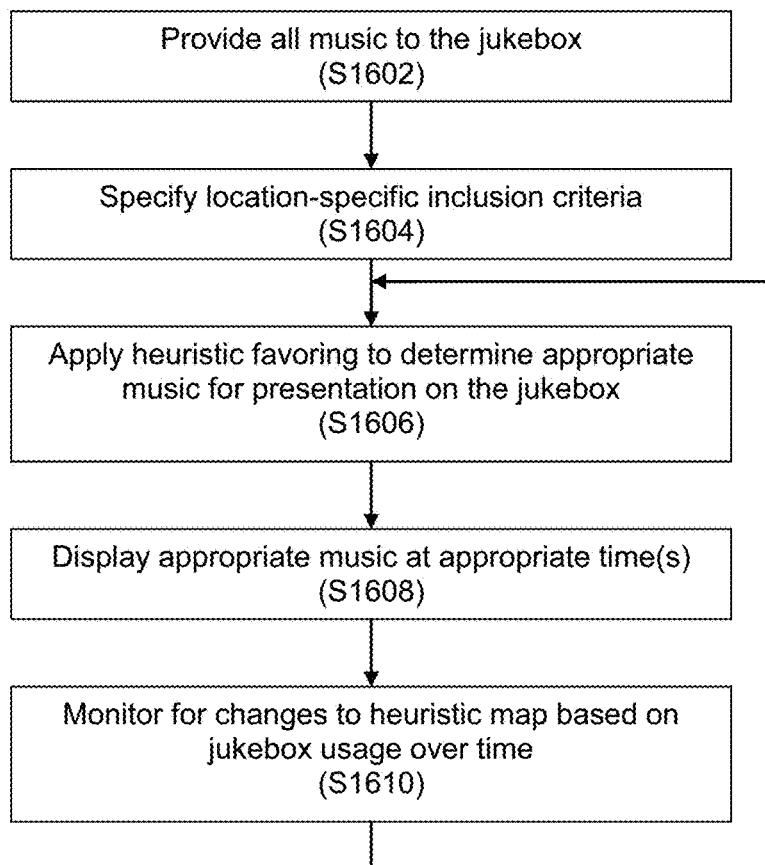 Provide all music to the jukebox
(S1602)
Specify location-specific inclusion criteria
(S1604)
Apply heuristic favoring to determine appropriate
music for presentation on the jukebox
(S1606)
Display appropriate music at appropriate time(s)
(S1608)
Monitor for changes to heuristic map based on
jukebox usage over time
(S1610)